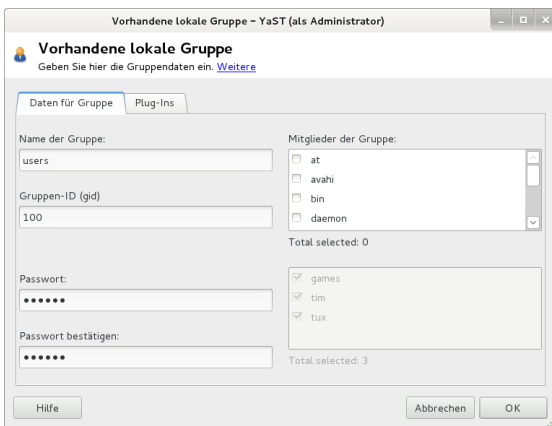 Vorhandene lokale Gruppe – YaST (als Administrator)
Vorhandene lokale Gruppe
Geben Sie hier die Gruppendaten ein. Weitere
Daten für Gruppe
Plug-Ins
Name der Gruppe:
users
Gruppen-ID (gid)
100
Passwort:
●●●●●●
Passwort bestätigen:
●●●●●●
Mitglieder der Gruppe:
at
avahi
bin
daemon
Total selected: 0
games
tim
tux
Total selected: 3
Hilfe
Abbrechen
OK